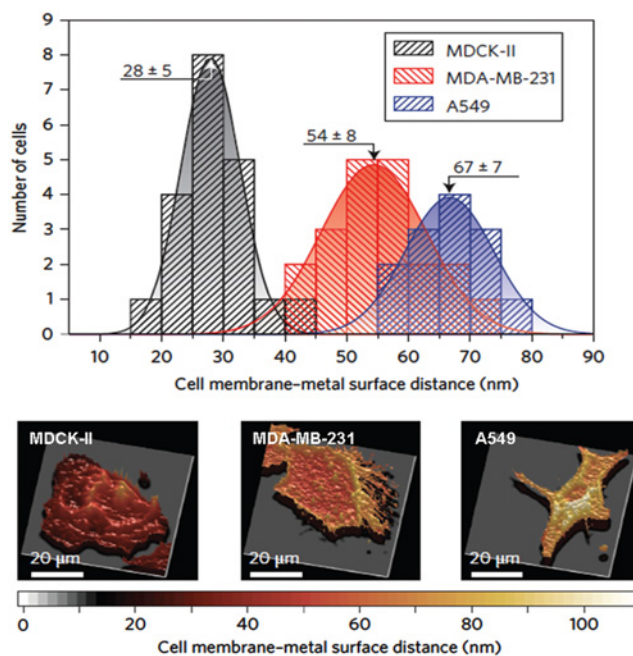 9
8
7
6
5
4
3
2
1
0
Number of cells
28 ± 5
54 ± 8
67 ± 7
MDCK-II
MDA-MB-231
A549
10 20 30 40 50 60 70 80 90
Cell membrane–metal surface distance (nm)
MDCK-II
20 μm
MDA-MB-231
20 μm
A549
20 μm
0 20 40 60 80 100
Cell membrane–metal surface distance (nm)